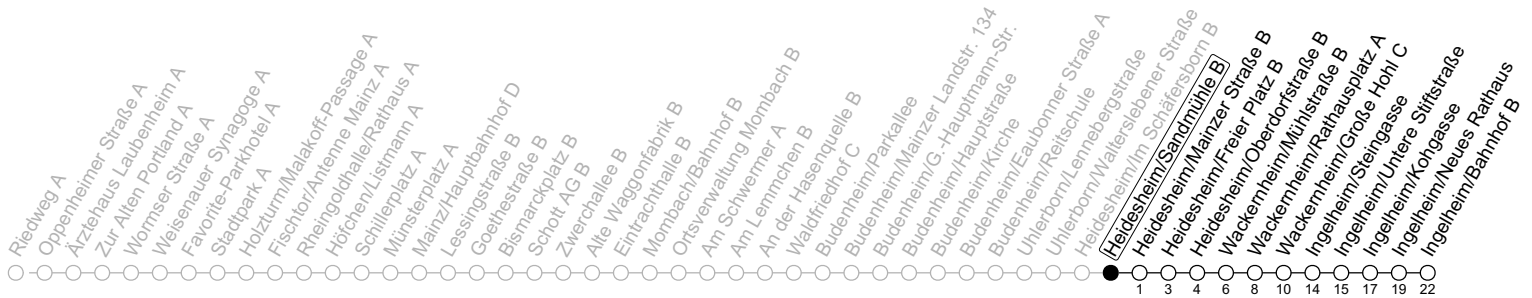 Riedweg A
Oppenheimer Straße A
Ärztehaus Laubenheim A
Zur Alten Portland A
Wormser Straße A
Weisenauer Synagoge A
Favorite-Parkhotel A
Stadtpark A
Holzturm/Malakoff-Passage A
Fischtor/Antenne Mainz A
Rheingoldhalle/Rathaus A
Höfchen/Listmann A
Schillerplatz A
Münsterplatz A
Mainz/Hauptbahnhof D
Lessingstraße B
Goethestraße B
Bismarckplatz B
Schott AG B
Zwerchallee B
Alte Waggonfabrik B
Eintrachthalle B
Mombach/Bahnhof B
Ortsverwaltung Mombach B
Am Schwermer A
Am Lemmchen B
An der Hasenquelle B
Waldfriedhof C
Budenheim/Parkallee
Budenheim/Mainzer Landstr. 134
Budenheim/G.-Hauptmann-Str.
Budenheim/Hauptstraße
Budenheim/Kirche
Budenheim/Eaubonner Straße A
Budenheim/Reitschule
Uhlerborn/Lennebergstraße
Uhlerborn/Walterslebener Straße
Heidesheim/Im Schäfersborn B
Heidesheim/Sandmühle B
Heidesheim/Mainzer Straße B
Heidesheim/Freier Platz B
Heidesheim/Oberdorfstraße B
Wackernheim/Mühlstraße B
Wackernheim/Rathausplatz A
Wackernheim/Große Hohl C
Ingelheim/Steingasse
Ingelheim/Untere Stiftstraße
Ingelheim/Kohgasse
Ingelheim/Neues Rathaus
Ingelheim/Bahnhof B
1 3 4 6 8 10 14 15 17 19 22